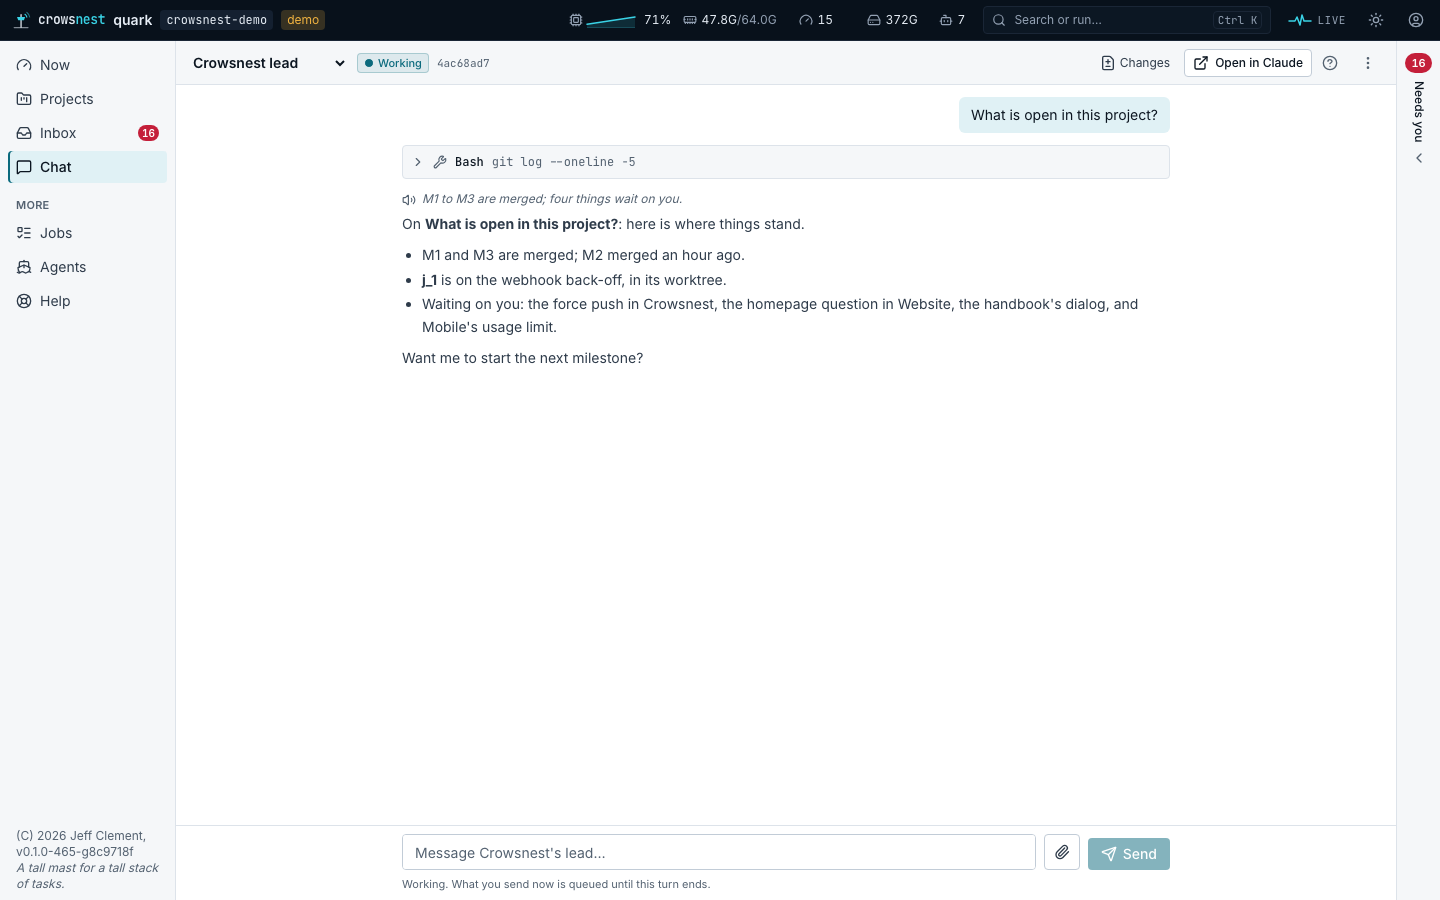 crowsnest quark crowsnest-demo demo 71% 47.8G/64.0G 15 372G 7 Search or run... Ctrl K LIVE
Now
Projects
Inbox 16
Chat
MORE
Jobs
Agents
Help
(C) 2026 Jeff Clement,
v0.1.0-465-g8c9718f
A tall mast for a tall stack
of tasks.
Crowsnest lead Working 4ac68ad7 Changes Open in Claude
What is open in this project?
Bash git log --oneline -5
M1 to M3 are merged; four things wait on you.
On What is open in this project?: here is where things stand.
• M1 and M3 are merged; M2 merged an hour ago.
• j_1 is on the webhook back-off, in its worktree.
• Waiting on you: the force push in Crowsnest, the homepage question in Website, the handbook's dialog, and
Mobile's usage limit.
Want me to start the next milestone?
Message Crowsnest's lead...
Send
Working. What you send now is queued until this turn ends.
16
Needs you